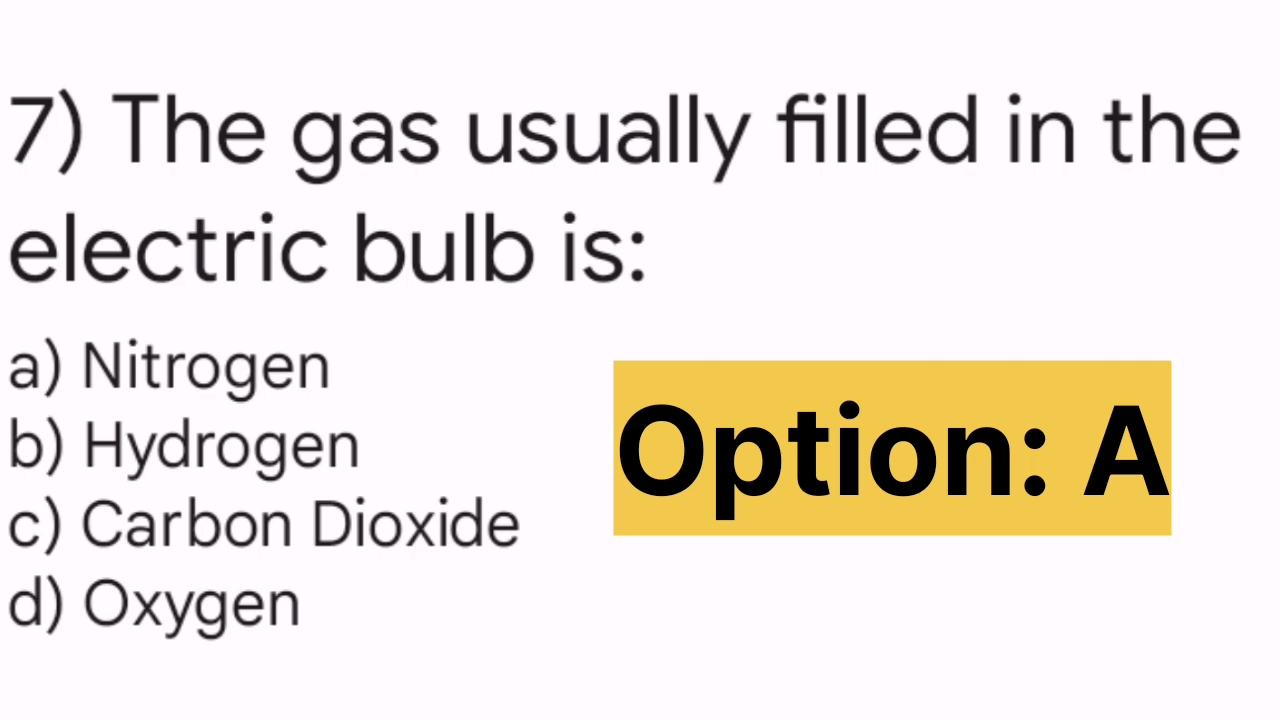 7) The gas usually filled in the
electric bulb is:
a) Nitrogen
b) Hydrogen
c) Carbon Dioxide
d) Oxygen
Option: A